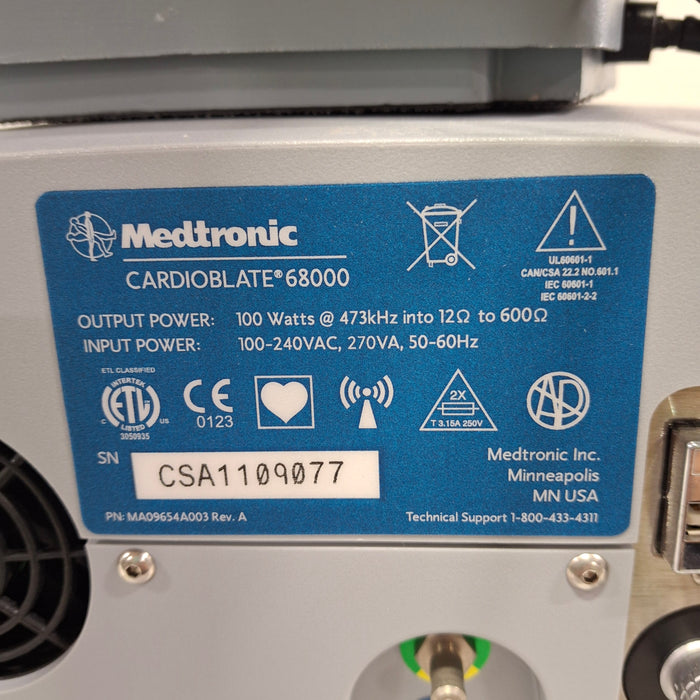 Medtronic
CARDIOBLATE® 68000
UL60601-1
CAN/CSA 22.2 NO.601.1
IEC 60601-1
IEC 60601-2-2
OUTPUT POWER: 100 Watts @ 473kHz into 12Ω to 600Ω
INPUT POWER: 100-240VAC, 270VA, 50-60Hz
ETL CLASSIFIED
INTERTEK
ETL
C US
LISTED
3050935
CE
0123
2X
T 3.15A 250V
SN CSA1109077
Medtronic Inc.
Minneapolis
MN USA
PN: MA09654A003 Rev. A
Technical Support 1-800-433-4311